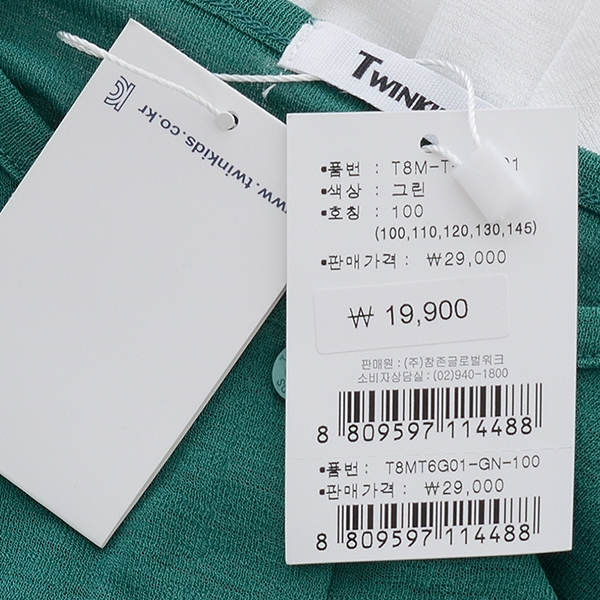 TWINKI
www.twinkids.co.kr
▪품번 : T8M-T 01
▪색상 : 그린
▪호칭 : 100
(100,110,120,130,145)
▪판매가격 : ₩29,000
₩ 19,900
판매원 : (주)참존글로벌워크
소비자상담실 : (02)940-1800
8 809597 114488
▪품번 : T8MT6G01-GN-100
▪판매가격 : ₩29,000
8 809597 114488